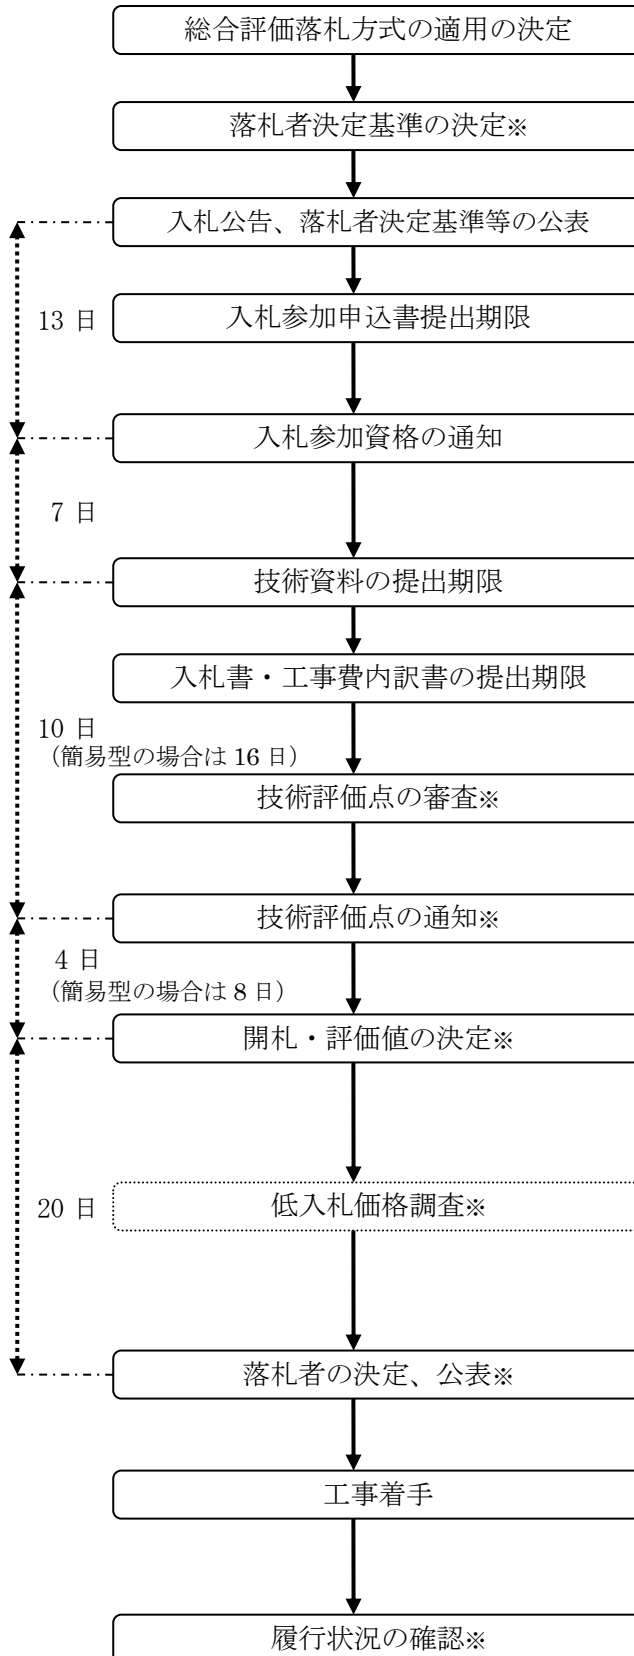 総合評価落札方式の適用の決定
落札者決定基準の決定※
入札公告、落札者決定基準等の公表
13 日
入札参加申込書提出期限
入札参加資格の通知
7 日
技術資料の提出期限
入札書・工事費内訳書の提出期限
10 日
（簡易型の場合は 16 日）
技術評価点の審査※
技術評価点の通知※
4 日
（簡易型の場合は 8 日）
開札・評価値の決定※
20 日
低入札価格調査※
落札者の決定、公表※
工事着手
履行状況の確認※